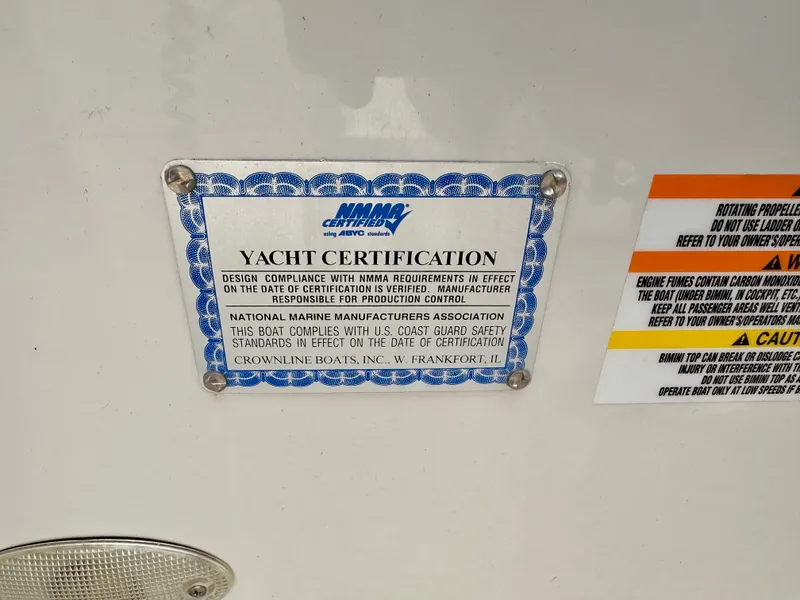 NMMA®
CERTIFIED
using ABYC standards
YACHT CERTIFICATION
DESIGN COMPLIANCE WITH NMMA REQUIREMENTS IN EFFECT
ON THE DATE OF CERTIFICATION IS VERIFIED. MANUFACTURER
RESPONSIBLE FOR PRODUCTION CONTROL
NATIONAL MARINE MANUFACTURERS ASSOCIATION
THIS BOAT COMPLIES WITH U.S. COAST GUARD SAFETY
STANDARDS IN EFFECT ON THE DATE OF CERTIFICATION
CROWNLINE BOATS, INC., W. FRANKFORT, IL
ROTATING
DO NOT USE LADDER
REFER TO YOUR OWNER'S/OPER
ENGINE FUMES CONTAIN CARBON
THE BOAT (UNDER BIMINI, IN COCKPIT, ETC.
KEEP ALL PASSENGER AREAS WELL
REFER TO YOUR OWNER'S/OPERATORS
CAUT
BIMINI TOP CAN BREAK OR DISLODGE
INJURY OR INTERFERENCE WITH
DO NOT USE BIMINI TOP AS
OPERATE BOAT ONLY AT LOW SPEEDS IF